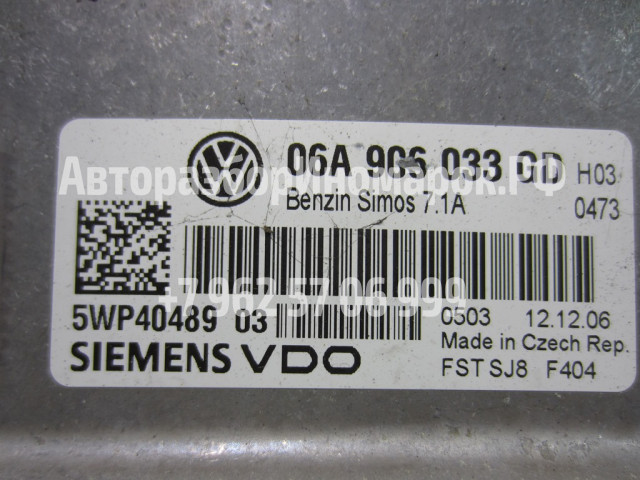 06A 906 033 GD H03
АвторазборИномарок.РФ
Benzin Simos 7.1A
0473
+7 962 57 06 999
5WP40489 03
0503 12.12.06
Made in Czech Rep.
SIEMENS VDO
FST SJ8 F404